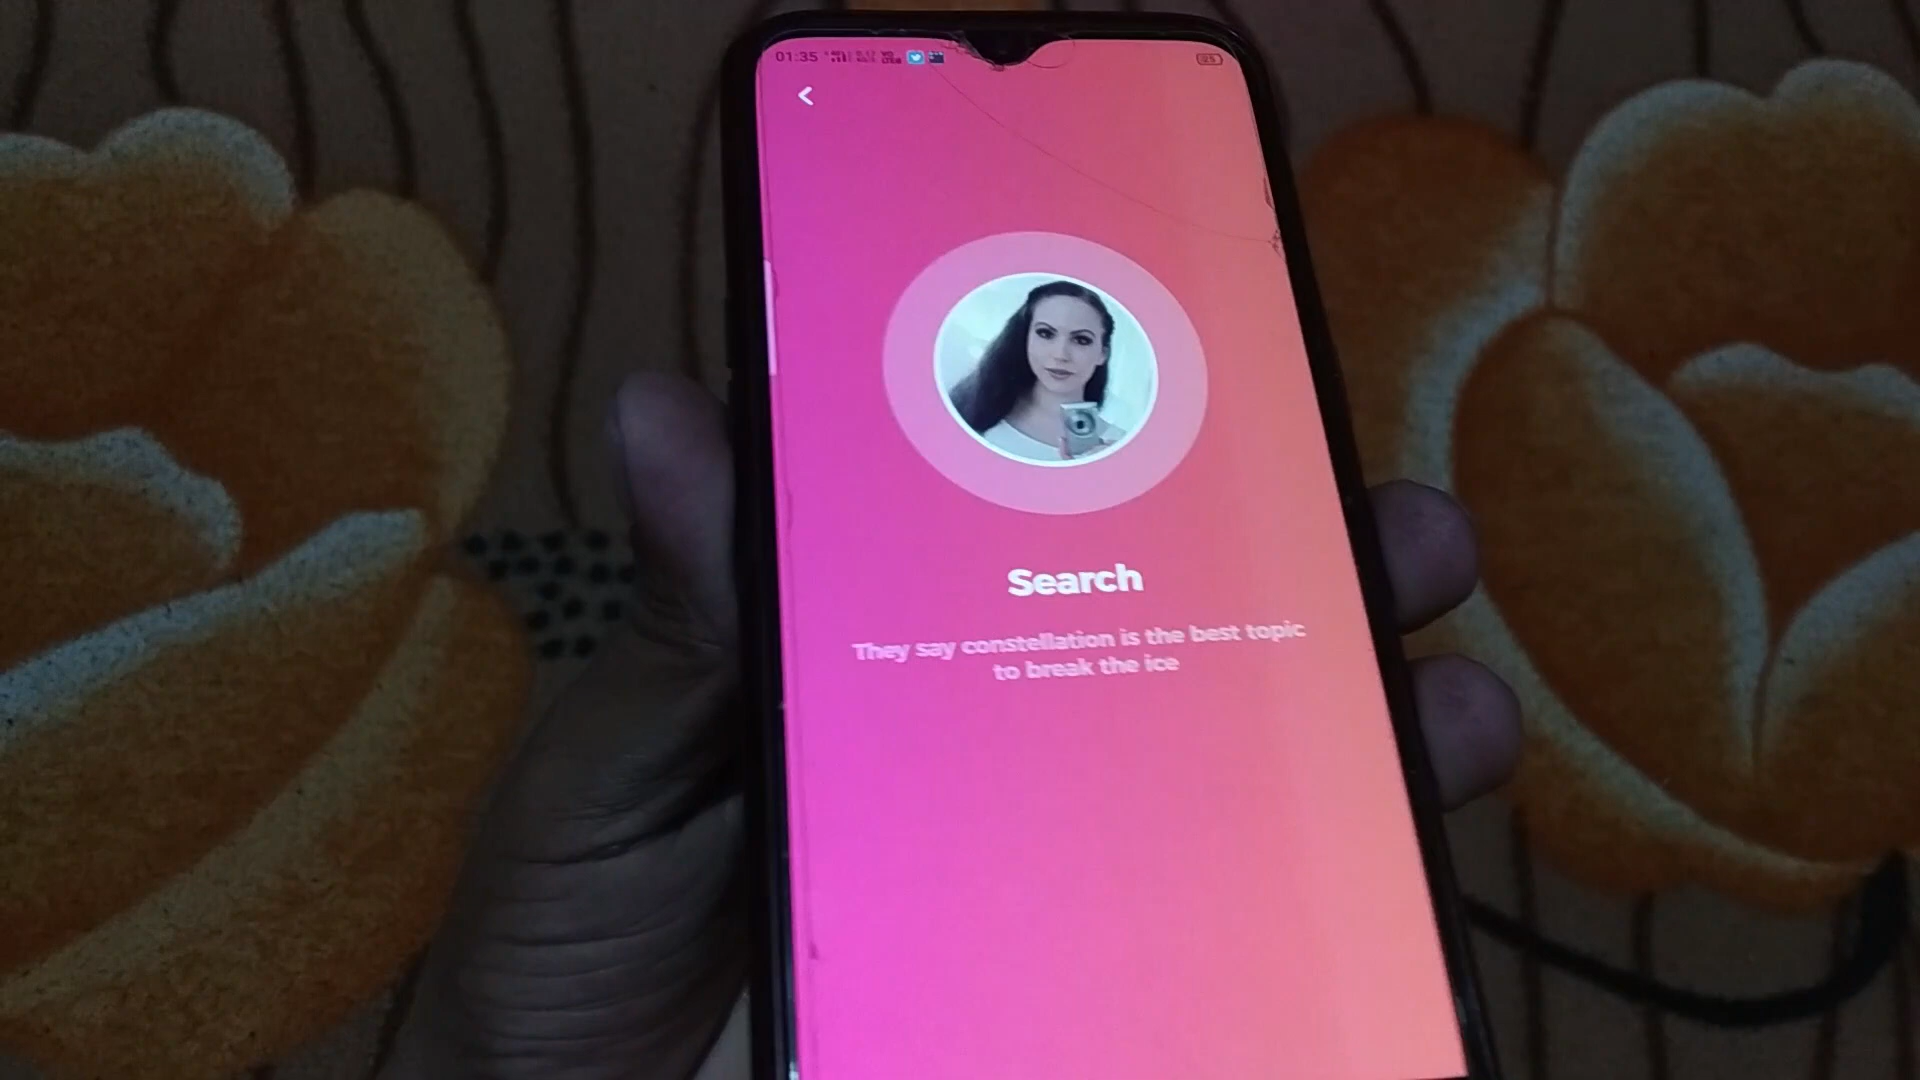 01:35
Search
They say constellation is the best topic
to break the ice